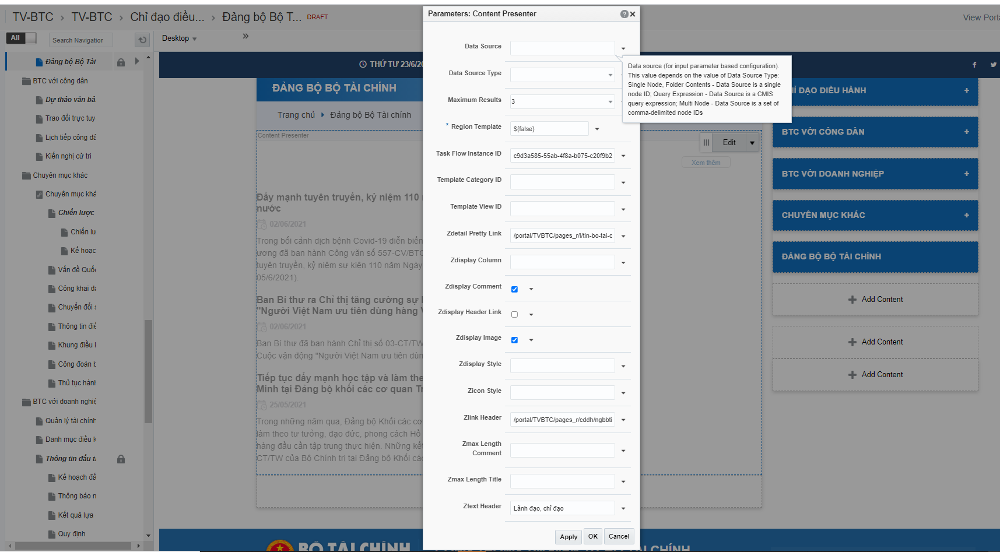 TV-BTC › TV-BTC › Chỉ đạo điều... › Đảng bộ Bộ T... DRAFT
View Port
All
Search Navigation
Desktop
»
Đảng bộ Bộ Tài
BTC với công dân
Dự thảo văn bả
Trao đổi trực tuy
Lịch tiếp công dâ
Kiến nghị cử tri
Chuyên mục khác
Chuyên mục khá
Chiến lược
Chiến lư
Kế hoạc
Vấn đề Quố
Công khai
Chuyển đổi
Thông tin
Khung điều
Công đoàn
Thủ tục hành
BTC với doanh nghiệ
Quản lý tài chính
Danh mục điều k
Thông tin đấu
Kế hoạch
Thông báo
Kết quả lựa
Quy định
THỨ TƯ 23/6/20
ĐẢNG BỘ BỘ TÀI CHÍNH
Trang chủ
Đảng bộ Bộ Tài chính
Content Presenter
Edit
Xem thêm
Đẩy mạnh tuyên truyền, kỷ niệm 110
nước
02/06/2021
Trong bối cảnh dịch bệnh Covid-19 diễn biến
ương đã ban hành Công văn số 557-CV/BTC
tuyên truyền, kỷ niệm sự kiện 110 năm Ngày
05/6/2021).
Ban Bí thư ra Chỉ thị tăng cường sự
"Người Việt Nam ưu tiên dùng hàng
02/06/2021
Ban Bí thư đã ban hành Chỉ thị số 03-CT/TW
Cuộc vận động "Người Việt Nam ưu tiên dùn
Tiếp tục đẩy mạnh học tập và làm the
Minh tại Đảng bộ khối các cơ quan
25/05/2021
Trong những năm qua, Đảng bộ Khối các cơ
làm theo tư tưởng, đạo đức, phong cách Hồ
hàng đầu cần tập trung thực hiện. Những kế
CT/TW của Bộ Chính trị tại Đảng bộ Khối các
BỘ TÀI CHÍNH
Parameters: Content Presenter
Data Source
Data Source Type
Maximum Results
3
* Region Template
${false}
Task Flow Instance ID
c9d3a585-55ab-4f8a-b075-c20f9b2
Template Category ID
Template View ID
Zdetail Pretty Link
/portal/TVBTC/pages_r/l/tin-bo-tai-c
Zdisplay Column
Zdisplay Comment
Zdisplay Header Link
Zdisplay Image
Zdisplay Style
Zicon Style
Zlink Header
/portal/TVBTC/pages_r/cddh/ngbbti
Zmax Length
Comment
Zmax Length Title
Ztext Header
Lãnh đạo, chỉ đạo
Apply
OK
Cancel
Data source (for input parameter based configuration).
This value depends on the value of Data Source Type:
Single Node, Folder Contents - Data Source is a single
node ID; Query Expression - Data Source is a CMIS
query expression; Multi Node - Data Source is a set of
comma-delimited node IDs
Ỉ ĐẠO ĐIỀU HÀNH +
BTC VỚI CÔNG DÂN +
BTC VỚI DOANH NGHIỆP +
CHUYÊN MỤC KHÁC +
ĐẢNG BỘ BỘ TÀI CHÍNH
Add Content
Add Content
Add Content